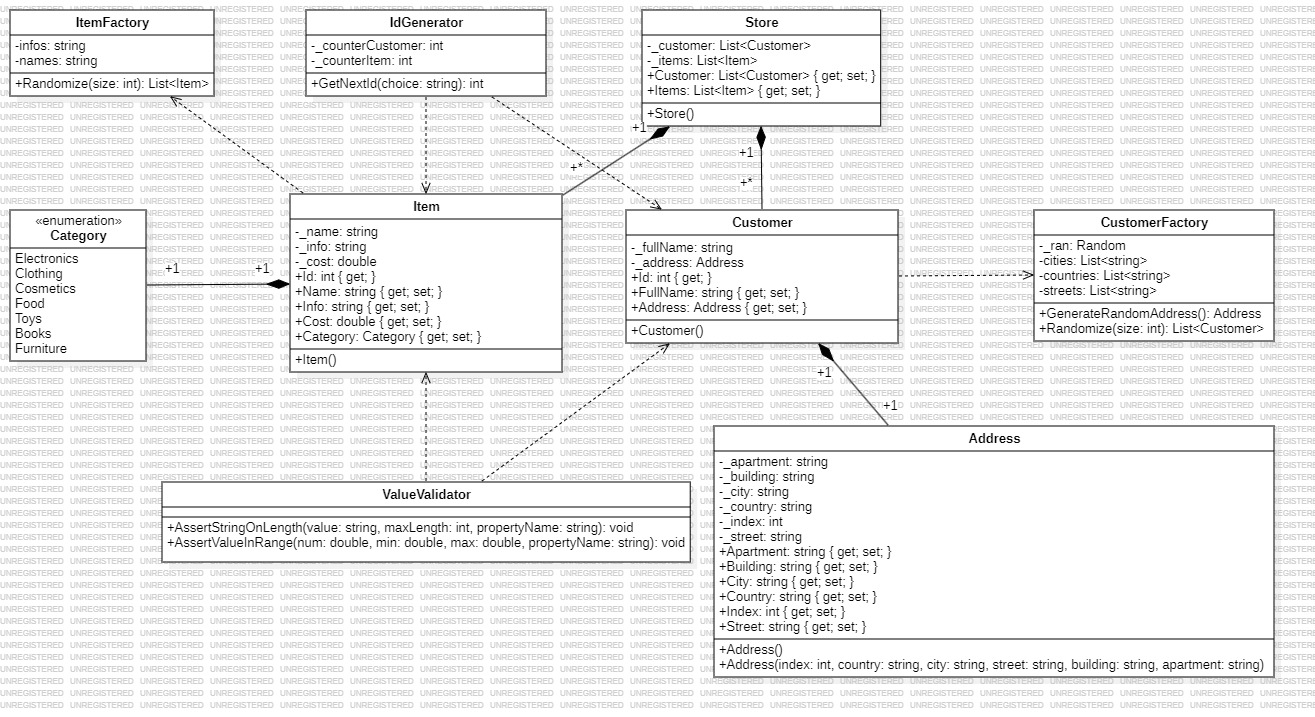 ItemFactory
-infos: string
-names: string
+Randomize(size: int): List<Item>
IdGenerator
-_counterCustomer: int
-_counterItem: int
+GetNextId(choice: string): int
Store
-_customer: List<Customer>
-_items: List<Item>
+Customer: List<Customer> { get; set; }
+Items: List<Item> { get; set; }
+Store()
+1
+*
+1
+*
«enumeration»
Category
Electronics
Clothing
Cosmetics
Food
Toys
Books
Furniture
+1
+1
Item
-_name: string
-_info: string
-_cost: double
+Id: int { get; }
+Name: string { get; set; }
+Info: string { get; set; }
+Cost: double { get; set; }
+Category: Category { get; set; }
+Item()
Customer
-_fullName: string
-_address: Address
+Id: int { get; }
+FullName: string { get; set; }
+Address: Address { get; set; }
+Customer()
CustomerFactory
-_ran: Random
-cities: List<string>
-countries: List<string>
-streets: List<string>
+GenerateRandomAddress(): Address
+Randomize(size: int): List<Customer>
+1
+1
ValueValidator
+AssertStringOnLength(value: string, maxLength: int, propertyName: string): void
+AssertValueInRange(num: double, min: double, max: double, propertyName: string): void
Address
-_apartment: string
-_building: string
-_city: string
-_country: string
-_index: int
-_street: string
+Apartment: string { get; set; }
+Building: string { get; set; }
+City: string { get; set; }
+Country: string { get; set; }
+Index: int { get; set; }
+Street: string { get; set; }
+Address()
+Address(index: int, country: string, city: string, street: string, building: string, apartment: string)
UNREGISTERED